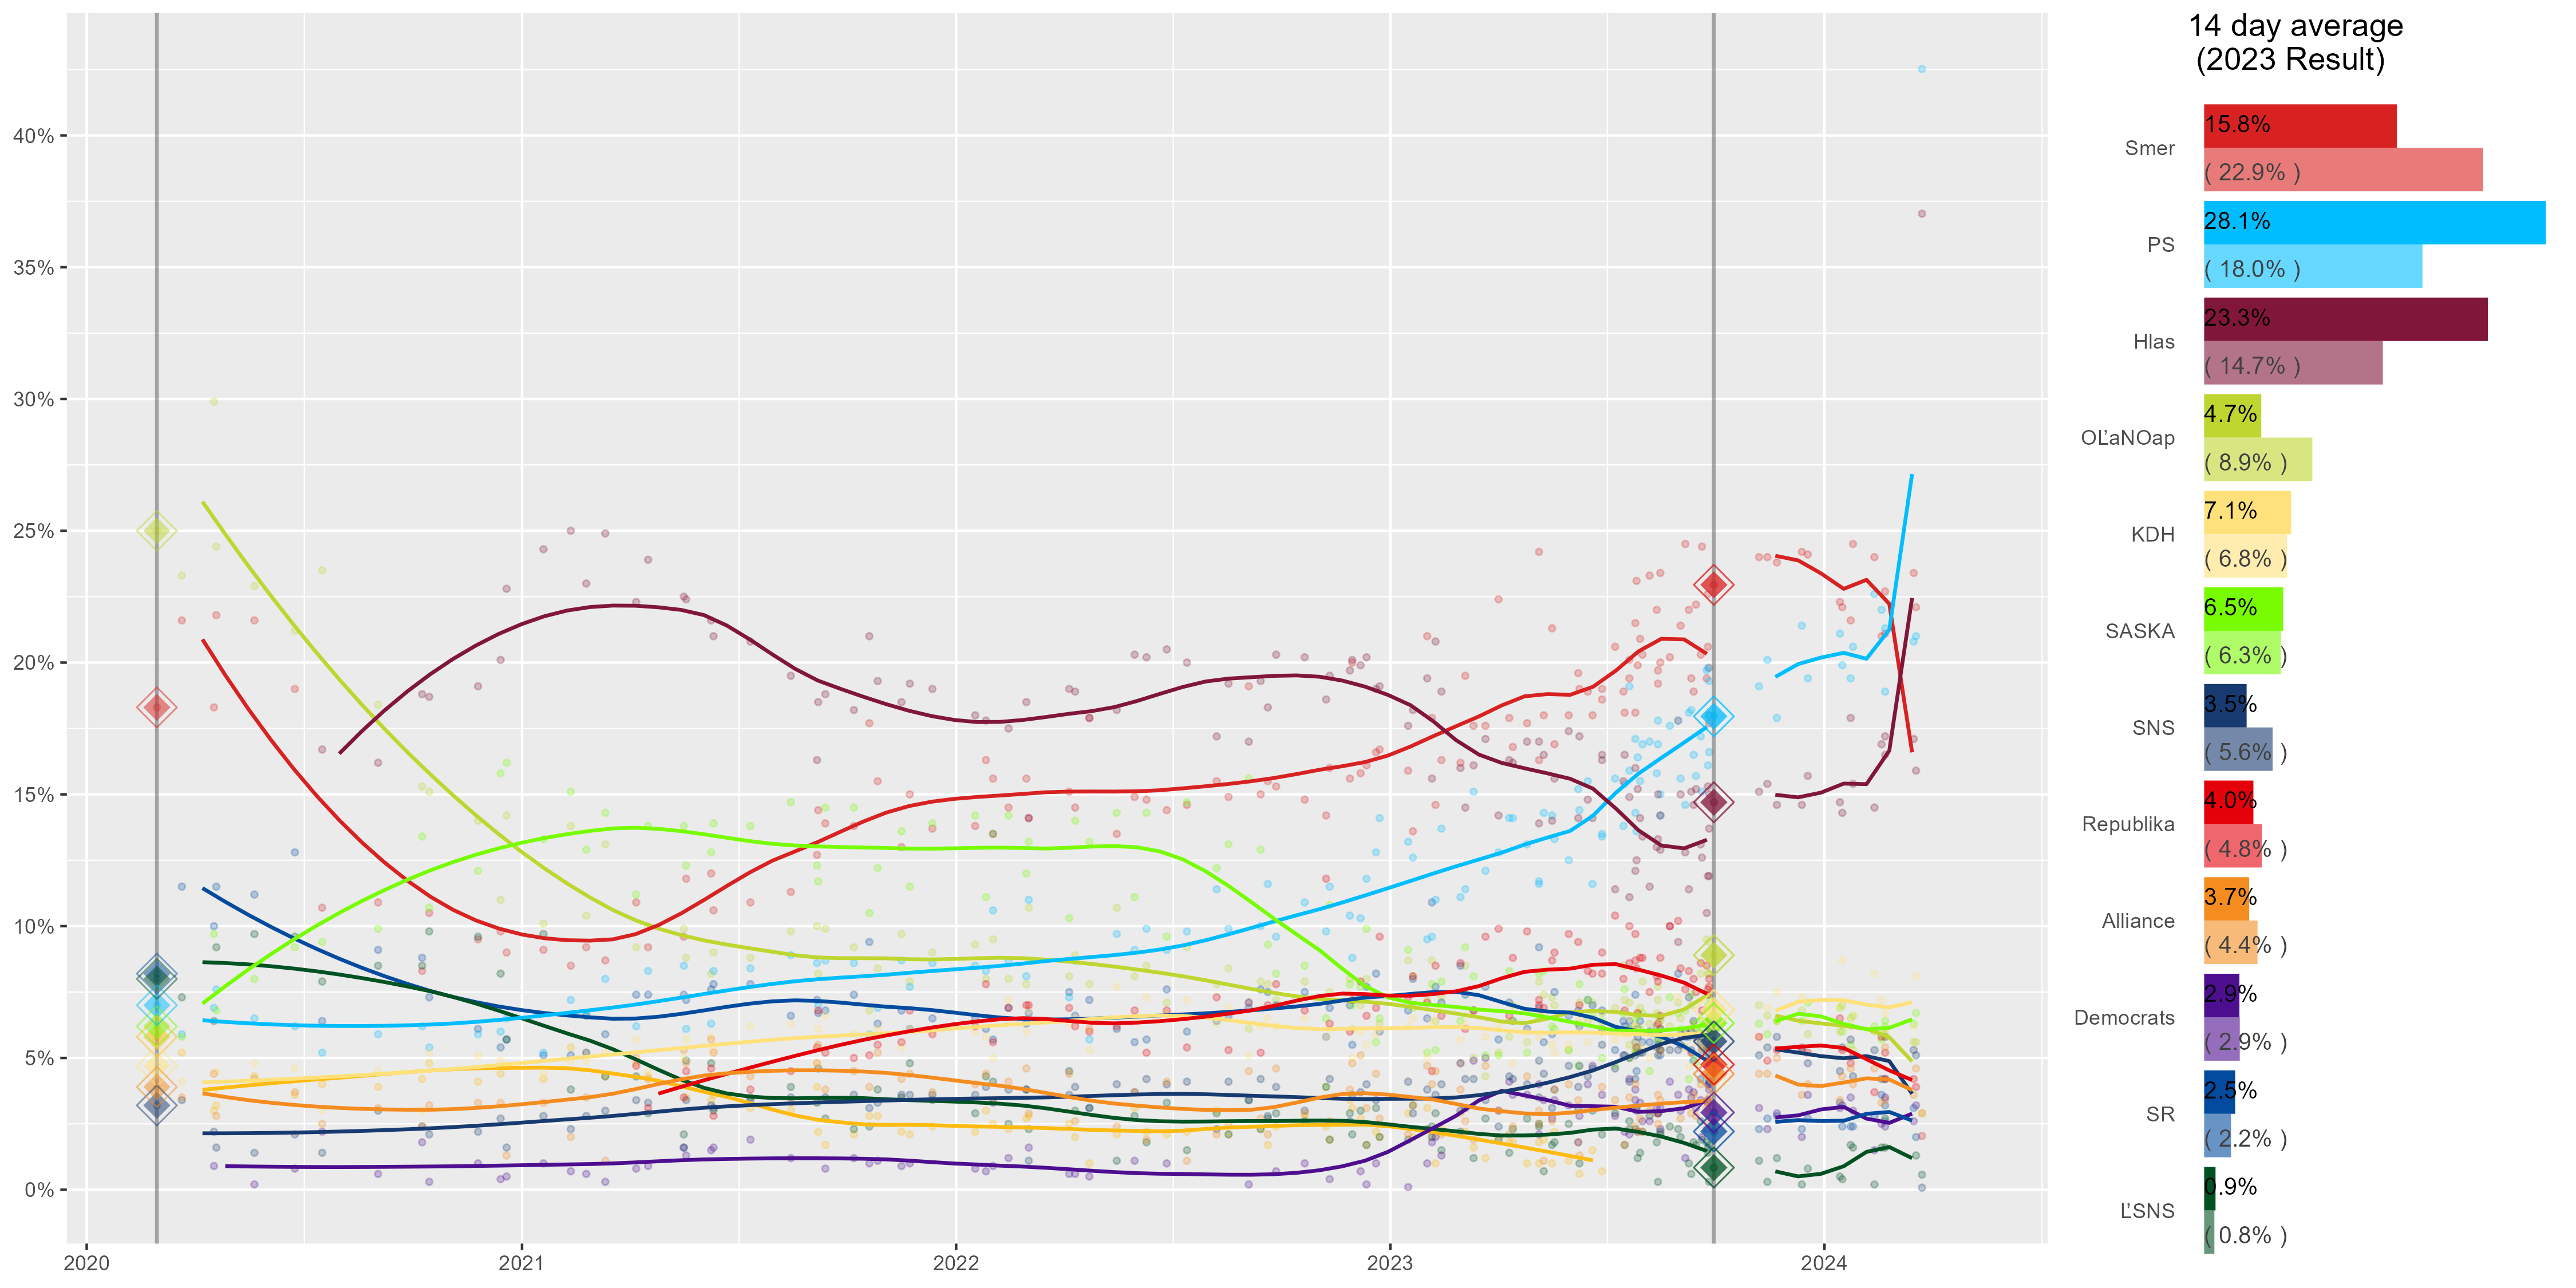 14 day average
(2023 Result)
40%
35%
30%
25%
20%
15%
10%
5%
0%
2020
2021
2022
2023
2024
Smer
15.8%
( 22.9% )
PS
28.1%
( 18.0% )
Hlas
23.3%
( 14.7% )
OĽaNOap
4.7%
( 8.9% )
KDH
7.1%
( 6.8% )
SASKA
6.5%
( 6.3% )
SNS
3.5%
( 5.6% )
Republika
4.0%
( 4.8% )
Alliance
3.7%
( 4.4% )
Democrats
2.9%
( 2.9% )
SR
2.5%
( 2.2% )
ĽSNS
0.9%
( 0.8% )